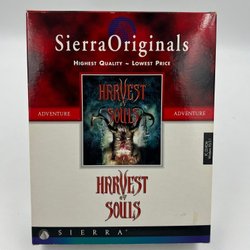 SierraOriginals
HIGHEST QUALITY ~ LOWEST PRICE
HARVEST
OF
SOULS
ADVENTURE
ADVENTURE
HARVEST
OF
SOULS
SIERRA